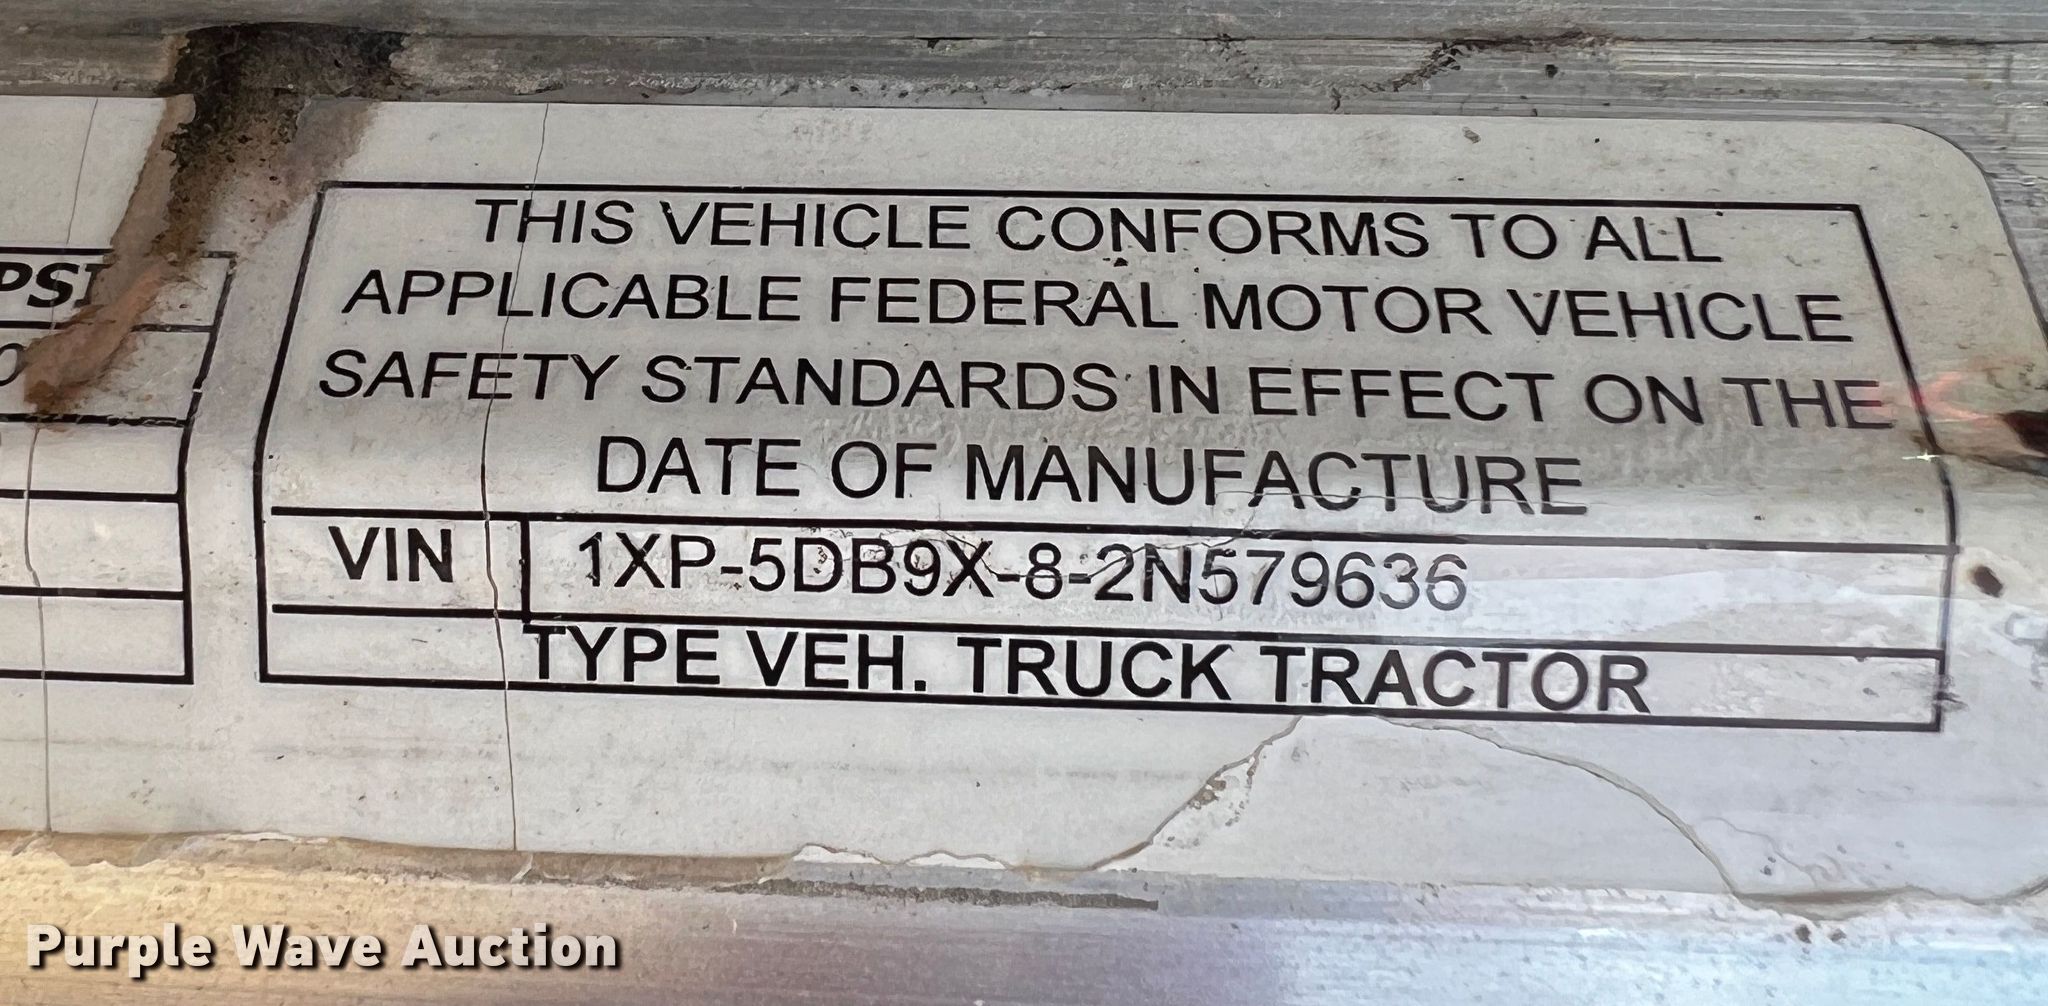 THIS VEHICLE CONFORMS TO ALL
APPLICABLE FEDERAL MOTOR VEHICLE
SAFETY STANDARDS IN EFFECT ON THE
DATE OF MANUFACTURE
PSI
VIN 1XP-5DB9X-8-2N579636
TYPE VEH. TRUCK TRACTOR
Purple Wave Auction